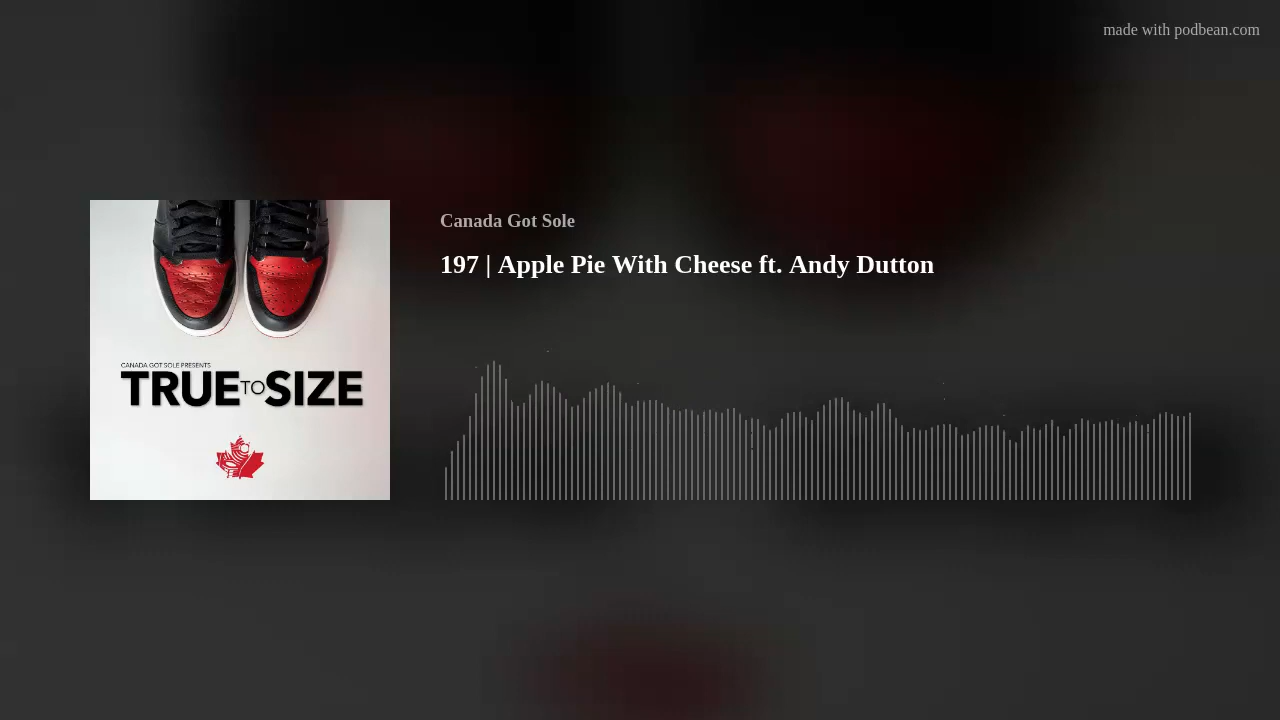 made with podbean.com
Canada Got Sole
197 | Apple Pie With Cheese ft. Andy Dutton
CANADA GOT SOLE PRESENTS
TRUE TO SIZE